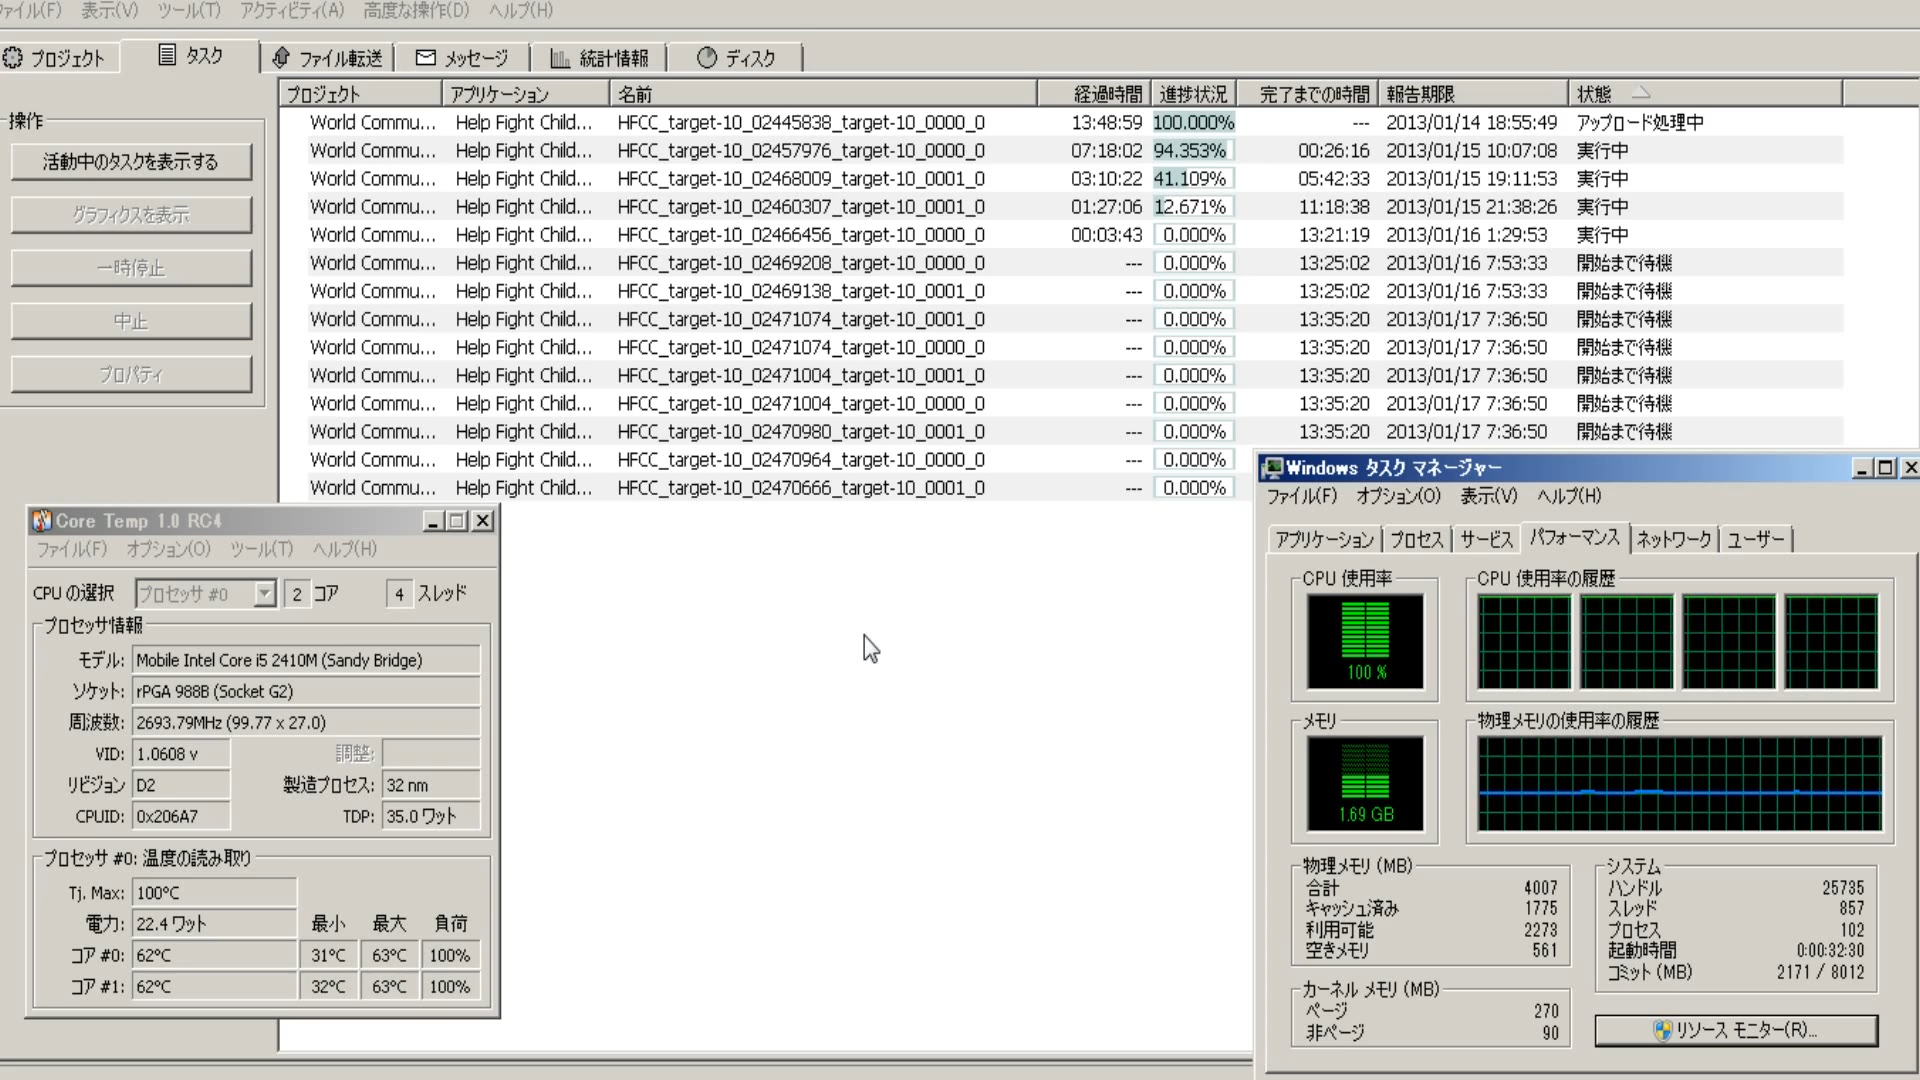 ファイル(F) 表示(V) ツール(T) アクティビティ(A) 高度な操作(D) ヘルプ(H)
プロジェクト タスク ファイル転送 メッセージ 統計情報 ディスク
操作
活動中のタスクを表示する
グラフィクスを表示
一時停止
中止
プロパティ
プロジェクト アプリケーション 名前 経過時間 進捗状況 完了までの時間 報告期限 状態
World Commu... Help Fight Child... HFCC_target-10_02445838_target-10_0000_0 13:48:59 100.000% --- 2013/01/14 18:55:49 アップロード処理中
World Commu... Help Fight Child... HFCC_target-10_02457976_target-10_0000_0 07:18:02 94.353% 00:26:16 2013/01/15 10:07:08 実行中
World Commu... Help Fight Child... HFCC_target-10_02468009_target-10_0001_0 03:10:22 41.109% 05:42:33 2013/01/15 19:11:53 実行中
World Commu... Help Fight Child... HFCC_target-10_02460307_target-10_0001_0 01:27:06 12.671% 11:18:38 2013/01/15 21:38:26 実行中
World Commu... Help Fight Child... HFCC_target-10_02466456_target-10_0000_0 00:03:43 0.000% 13:21:19 2013/01/16 1:29:53 実行中
World Commu... Help Fight Child... HFCC_target-10_02469208_target-10_0000_0 --- 0.000% 13:25:02 2013/01/16 7:53:33 開始まで待機
World Commu... Help Fight Child... HFCC_target-10_02469138_target-10_0001_0 --- 0.000% 13:25:02 2013/01/16 7:53:33 開始まで待機
World Commu... Help Fight Child... HFCC_target-10_02471074_target-10_0001_0 --- 0.000% 13:35:20 2013/01/17 7:36:50 開始まで待機
World Commu... Help Fight Child... HFCC_target-10_02471074_target-10_0000_0 --- 0.000% 13:35:20 2013/01/17 7:36:50 開始まで待機
World Commu... Help Fight Child... HFCC_target-10_02471004_target-10_0001_0 --- 0.000% 13:35:20 2013/01/17 7:36:50 開始まで待機
World Commu... Help Fight Child... HFCC_target-10_02471004_target-10_0000_0 --- 0.000% 13:35:20 2013/01/17 7:36:50 開始まで待機
World Commu... Help Fight Child... HFCC_target-10_02470980_target-10_0001_0 --- 0.000% 13:35:20 2013/01/17 7:36:50 開始まで待機
World Commu... Help Fight Child... HFCC_target-10_02470964_target-10_0000_0 --- 0.000%
World Commu... Help Fight Child... HFCC_target-10_02470666_target-10_0001_0 --- 0.000%
Core Temp 1.0 RC4
ファイル(F) オプション(O) ツール(T) ヘルプ(H)
CPU の選択 プロセッサ #0 2 コア 4 スレッド
プロセッサ情報
モデル: Mobile Intel Core i5 2410M (Sandy Bridge)
ソケット: rPGA 988B (Socket G2)
周波数: 2693.79MHz (99.77 x 27.0)
VID: 1.0608 v 調整:
リビジョン D2 製造プロセス: 32 nm
CPUID: 0x206A7 TDP: 35.0 ワット
プロセッサ #0: 温度の読み取り
Tj. Max: 100°C
電力: 22.4 ワット 最小 最大 負荷
コア #0: 62°C 31°C 63°C 100%
コア #1: 62°C 32°C 63°C 100%
Windows タスク マネージャー
ファイル(F) オプション(O) 表示(V) ヘルプ(H)
アプリケーション プロセス サービス パフォーマンス ネットワーク ユーザー
CPU 使用率 CPU 使用率の履歴
100 %
メモリ 物理メモリの使用率の履歴
1.69 GB
物理メモリ (MB)
合計 4007
キャッシュ済み 1775
利用可能 2273
空きメモリ 561
カーネル メモリ (MB)
ページ 270
非ページ 90
システム
ハンドル 25735
スレッド 857
プロセス 102
起動時間 0:00:32:30
コミット (MB) 2171 / 8012
リソース モニター(R)...